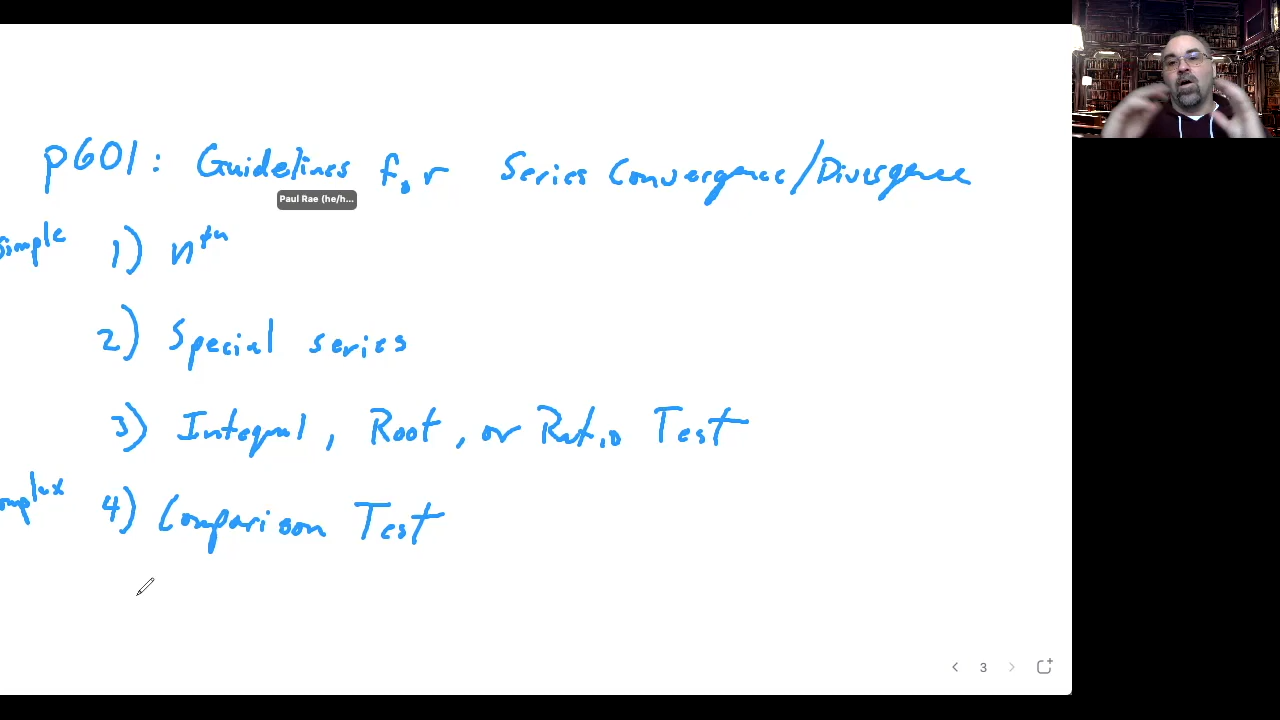 p601: Guidelines for Series Convergence/Divergence
Paul Rae (he/h...
simple 1) nth
2) Special series
3) Integral, Root, or Ratio Test
omplex 4) Comparison Test
3